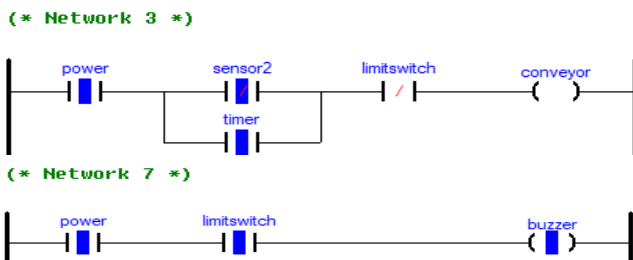 (* Network 3 *)
power sensor2 limitswitch conveyor
timer
(* Network 7 *)
power limitswitch buzzer